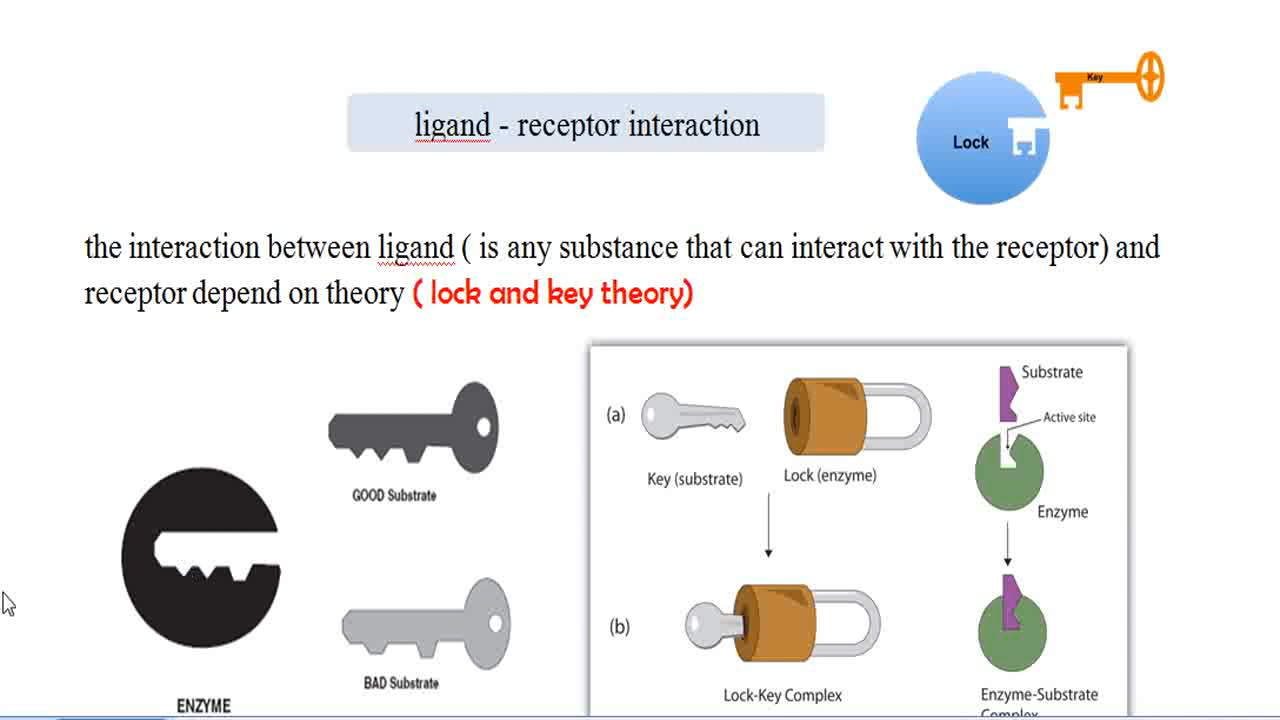 ligand - receptor interaction
Key
Lock
the interaction between ligand ( is any substance that can interact with the receptor) and
receptor depend on theory ( lock and key theory)
GOOD Substrate
BAD Substrate
ENZYME
(a)
Key (substrate)
Lock (enzyme)
Substrate
Active site
Enzyme
(b)
Lock-Key Complex
Enzyme-Substrate
Complex